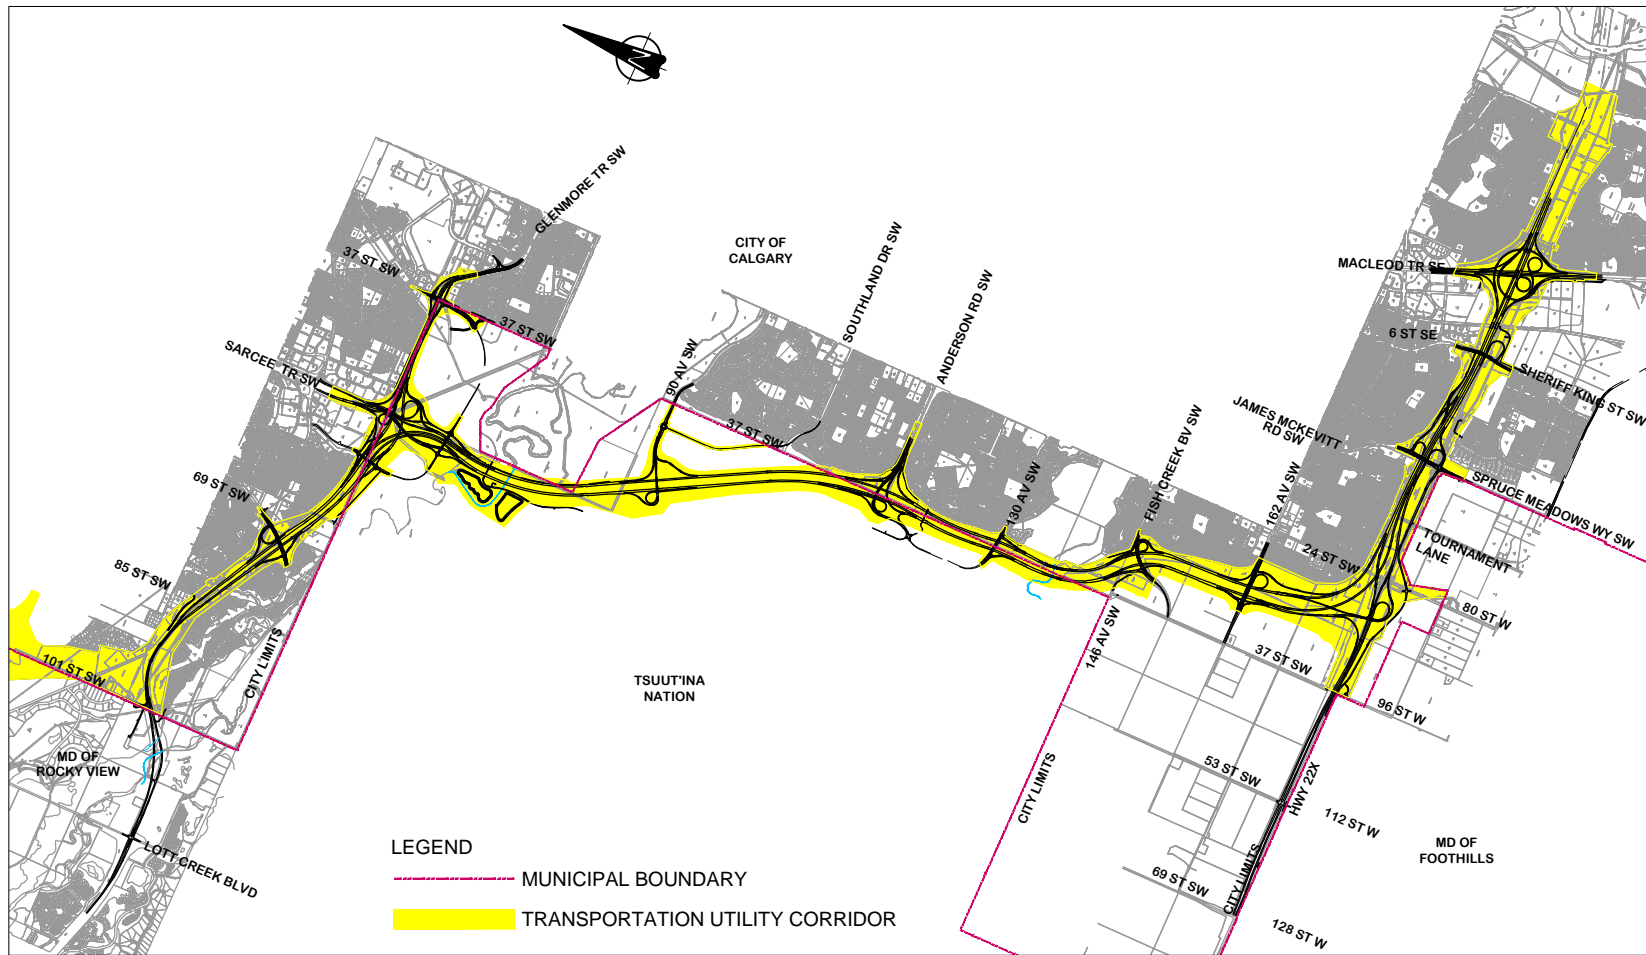 N
GLENMORE TR SW
37 ST SW
37 ST SW
SARCEE TR SW
69 ST SW
85 ST SW
101 ST SW
CITY LIMITS
MD OF
ROCKY VIEW
LOTT CREEK BLVD
CITY OF
CALGARY
90 AV SW
37 ST SW
SOUTHLAND DR SW
ANDERSON RD SW
130 AV SW
TSUUT'INA
NATION
146 AV SW
FISH CREEK BV SW
162 AV SW
24 ST SW
JAMES MCKEVITT
RD SW
MACLEOD TR SE
6 ST SE
SHERIFF KING ST SW
SPRUCE MEADOWS WY SW
TOURNAMENT
LANE
80 ST W
37 ST SW
96 ST W
53 ST SW
HWY 22X
112 ST W
CITY LIMITS
69 ST SW
CITY LIMITS
128 ST W
MD OF
FOOTHILLS
LEGEND
MUNICIPAL BOUNDARY
TRANSPORTATION UTILITY CORRIDOR